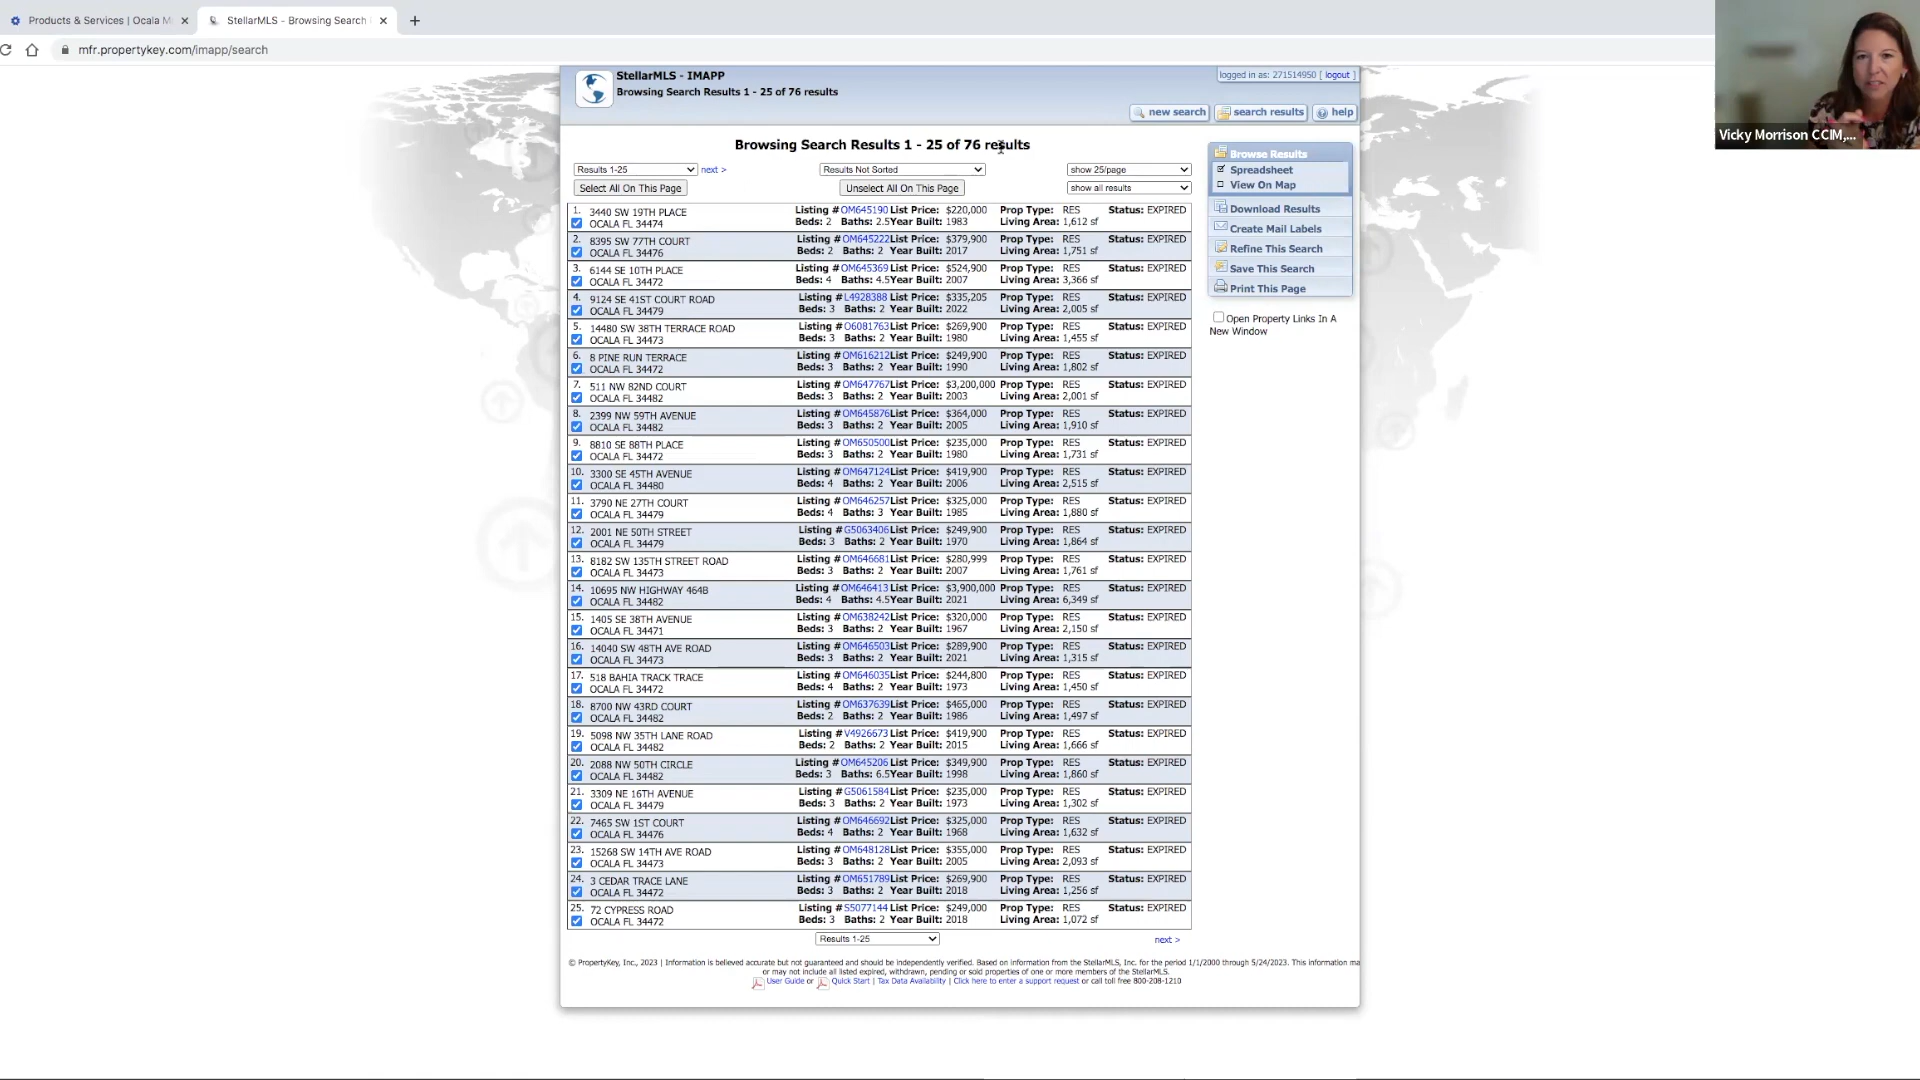 Products & Services | Ocala M
StellarMLS - Browsing Search
mfr.propertykey.com/imapp/search
Vicky Morrison CCIM,...
StellarMLS - IMAPP
Browsing Search Results 1 - 25 of 76 results
logged in as: 271514950 [ logout ]
new search
search results
help
Browsing Search Results 1 - 25 of 76 results
Results 1-25 next > Results Not Sorted show 25/page
Select All On This Page Unselect All On This Page show all results
1. 3440 SW 19TH PLACE Listing #OM645190 List Price: $220,000 Prop Type: RES Status: EXPIRED
OCALA FL 34474 Beds: 2 Baths: 2.5 Year Built: 1983 Living Area: 1,612 sf
2. 8395 SW 77TH COURT Listing #OM645222 List Price: $379,900 Prop Type: RES Status: EXPIRED
OCALA FL 34476 Beds: 2 Baths: 2 Year Built: 2017 Living Area: 1,751 sf
3. 6144 SE 10TH PLACE Listing #OM645369 List Price: $524,900 Prop Type: RES Status: EXPIRED
OCALA FL 34472 Beds: 4 Baths: 4.5 Year Built: 2007 Living Area: 3,366 sf
4. 9124 SE 41ST COURT ROAD Listing #L4928388 List Price: $335,205 Prop Type: RES Status: EXPIRED
OCALA FL 34479 Beds: 3 Baths: 2 Year Built: 2022 Living Area: 2,005 sf
5. 14480 SW 38TH TERRACE ROAD Listing #O6081763 List Price: $269,900 Prop Type: RES Status: EXPIRED
OCALA FL 34473 Beds: 3 Baths: 2 Year Built: 1980 Living Area: 1,455 sf
6. 8 PINE RUN TERRACE Listing #OM616212 List Price: $249,900 Prop Type: RES Status: EXPIRED
OCALA FL 34472 Beds: 3 Baths: 2 Year Built: 1990 Living Area: 1,802 sf
7. 511 NW 82ND COURT Listing #OM647767 List Price: $3,200,000 Prop Type: RES Status: EXPIRED
OCALA FL 34482 Beds: 3 Baths: 2 Year Built: 2003 Living Area: 2,001 sf
8. 2399 NW 59TH AVENUE Listing #OM645876 List Price: $364,000 Prop Type: RES Status: EXPIRED
OCALA FL 34482 Beds: 3 Baths: 2 Year Built: 2005 Living Area: 1,910 sf
9. 8810 SE 88TH PLACE Listing #OM650500 List Price: $235,000 Prop Type: RES Status: EXPIRED
OCALA FL 34472 Beds: 3 Baths: 2 Year Built: 1980 Living Area: 1,731 sf
10. 3300 SE 45TH AVENUE Listing #OM647124 List Price: $419,900 Prop Type: RES Status: EXPIRED
OCALA FL 34480 Beds: 4 Baths: 2 Year Built: 2006 Living Area: 2,515 sf
11. 3790 NE 27TH COURT Listing #OM646257 List Price: $325,000 Prop Type: RES Status: EXPIRED
OCALA FL 34479 Beds: 4 Baths: 3 Year Built: 1985 Living Area: 1,880 sf
12. 2001 NE 50TH STREET Listing #G5063406 List Price: $249,900 Prop Type: RES Status: EXPIRED
OCALA FL 34479 Beds: 3 Baths: 2 Year Built: 1970 Living Area: 1,864 sf
13. 8182 SW 135TH STREET ROAD Listing #OM646681 List Price: $280,999 Prop Type: RES Status: EXPIRED
OCALA FL 34473 Beds: 3 Baths: 2 Year Built: 2007 Living Area: 1,761 sf
14. 10695 NW HIGHWAY 464B Listing #OM646413 List Price: $3,900,000 Prop Type: RES Status: EXPIRED
OCALA FL 34482 Beds: 4 Baths: 4.5 Year Built: 2021 Living Area: 6,349 sf
15. 1405 SE 38TH AVENUE Listing #OM638242 List Price: $320,000 Prop Type: RES Status: EXPIRED
OCALA FL 34471 Beds: 3 Baths: 2 Year Built: 1967 Living Area: 2,150 sf
16. 14040 SW 48TH AVE ROAD Listing #OM646503 List Price: $289,900 Prop Type: RES Status: EXPIRED
OCALA FL 34473 Beds: 3 Baths: 2 Year Built: 2021 Living Area: 1,315 sf
17. 518 BAHIA TRACK TRACE Listing #OM646035 List Price: $244,800 Prop Type: RES Status: EXPIRED
OCALA FL 34472 Beds: 4 Baths: 2 Year Built: 1973 Living Area: 1,450 sf
18. 8700 NW 43RD COURT Listing #OM637639 List Price: $465,000 Prop Type: RES Status: EXPIRED
OCALA FL 34482 Beds: 2 Baths: 2 Year Built: 1986 Living Area: 1,497 sf
19. 5098 NW 35TH LANE ROAD Listing #V4926673 List Price: $419,900 Prop Type: RES Status: EXPIRED
OCALA FL 34482 Beds: 2 Baths: 2 Year Built: 2015 Living Area: 1,666 sf
20. 2088 NW 50TH CIRCLE Listing #OM645206 List Price: $349,900 Prop Type: RES Status: EXPIRED
OCALA FL 34482 Beds: 3 Baths: 6.5 Year Built: 1998 Living Area: 1,860 sf
21. 3309 NE 16TH AVENUE Listing #G5061584 List Price: $235,000 Prop Type: RES Status: EXPIRED
OCALA FL 34479 Beds: 3 Baths: 2 Year Built: 1973 Living Area: 1,302 sf
22. 7465 SW 1ST COURT Listing #OM646692 List Price: $325,000 Prop Type: RES Status: EXPIRED
OCALA FL 34476 Beds: 4 Baths: 2 Year Built: 1968 Living Area: 1,632 sf
23. 15268 SW 14TH AVE ROAD Listing #OM648128 List Price: $355,000 Prop Type: RES Status: EXPIRED
OCALA FL 34473 Beds: 3 Baths: 2 Year Built: 2005 Living Area: 2,093 sf
24. 3 CEDAR TRACE LANE Listing #OM651789 List Price: $269,900 Prop Type: RES Status: EXPIRED
OCALA FL 34472 Beds: 3 Baths: 2 Year Built: 2018 Living Area: 1,256 sf
25. 72 CYPRESS ROAD Listing #S5077144 List Price: $249,000 Prop Type: RES Status: EXPIRED
OCALA FL 34472 Beds: 3 Baths: 2 Year Built: 2018 Living Area: 1,072 sf
Results 1-25 next >
Browse Results
Spreadsheet
View On Map
Download Results
Create Mail Labels
Refine This Search
Save This Search
Print This Page
Open Property Links In A
New Window
© PropertyKey, Inc., 2023 | Information is believed accurate but not guaranteed and should be independently verified. Based on information from the StellarMLS, Inc. for the period 1/1/2000 through 5/24/2023. This information ma
or may not include all listed expired, withdrawn, pending or sold properties of one or more members of the StellarMLS.
User Guide or Quick Start | Tax Data Availability | Click here to enter a support request or call toll free 800-208-1210